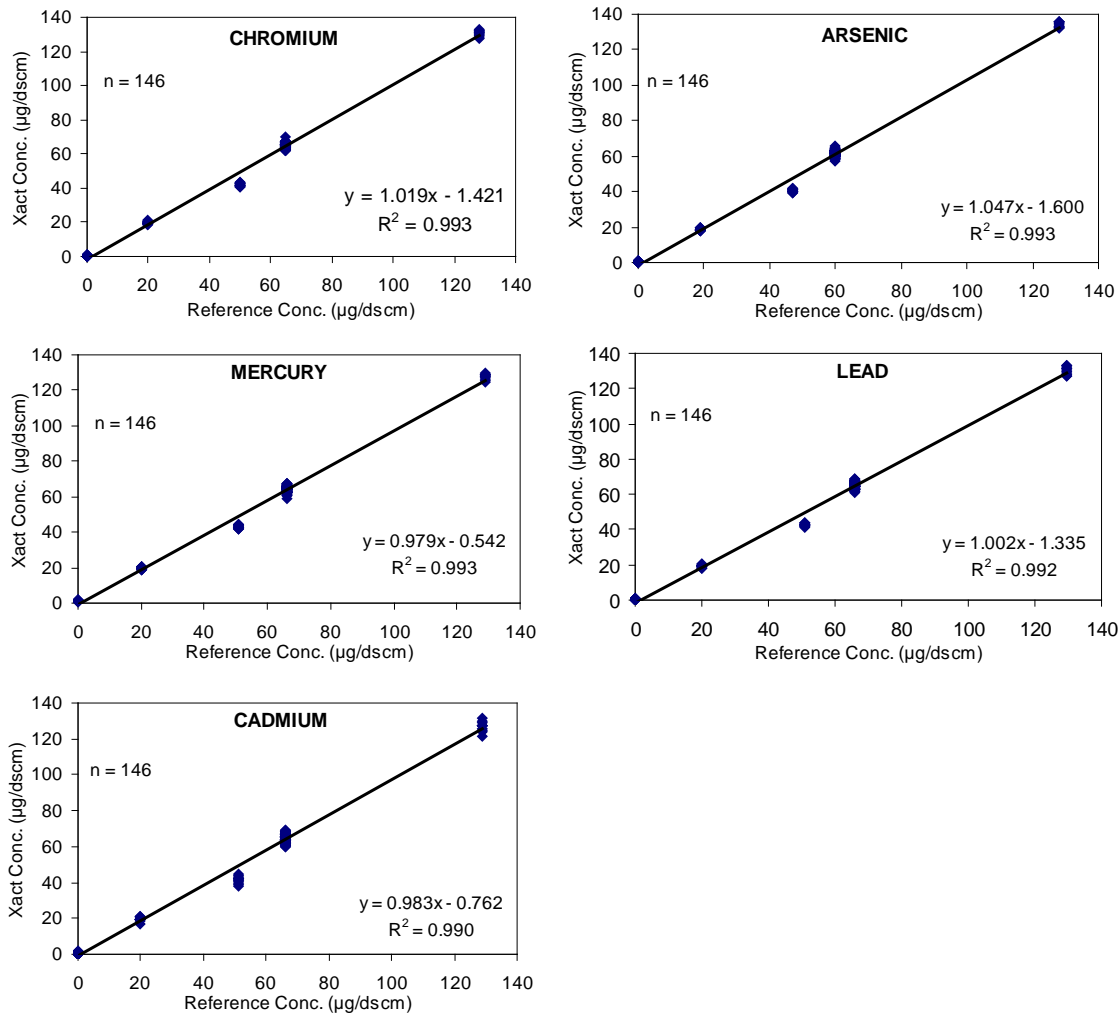 CHROMIUM
n = 146
y = 1.019x - 1.421
R² = 0.993
Xact Conc. (µg/dscm)
140
120
100
80
60
40
20
0
0 20 40 60 80 100 120 140
Reference Conc. (µg/dscm)
ARSENIC
n = 146
y = 1.047x - 1.600
R² = 0.993
Xact Conc. (µg/dscm)
140
120
100
80
60
40
20
0
0 20 40 60 80 100 120 140
Reference Conc. (µg/dscm)
MERCURY
n = 146
y = 0.979x - 0.542
R² = 0.993
Xact Conc. (µg/dscm)
140
120
100
80
60
40
20
0
0 20 40 60 80 100 120 140
Reference Conc. (µg/dscm)
LEAD
n = 146
y = 1.002x - 1.335
R² = 0.992
Xact Conc. (µg/dscm)
140
120
100
80
60
40
20
0
0 20 40 60 80 100 120 140
Reference Conc. (µg/dscm)
CADMIUM
n = 146
y = 0.983x - 0.762
R² = 0.990
Xact Conc. (µg/dscm)
140
120
100
80
60
40
20
0
0 20 40 60 80 100 120 140
Reference Conc. (µg/dscm)